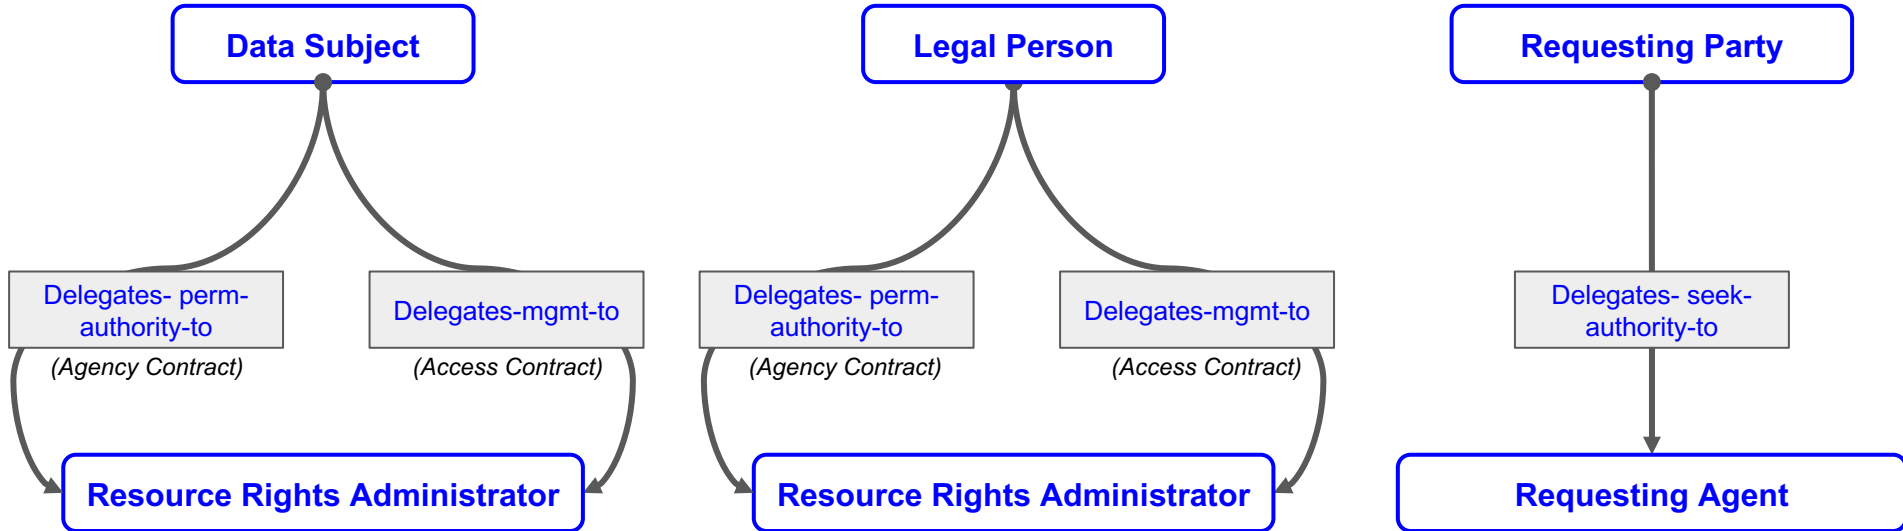 Data Subject
Legal Person
Requesting Party
Delegates- perm-
authority-to
Delegates-mgmt-to
Delegates- perm-
authority-to
Delegates-mgmt-to
Delegates- seek-
authority-to
(Agency Contract)
(Access Contract)
(Agency Contract)
(Access Contract)
Resource Rights Administrator
Resource Rights Administrator
Requesting Agent